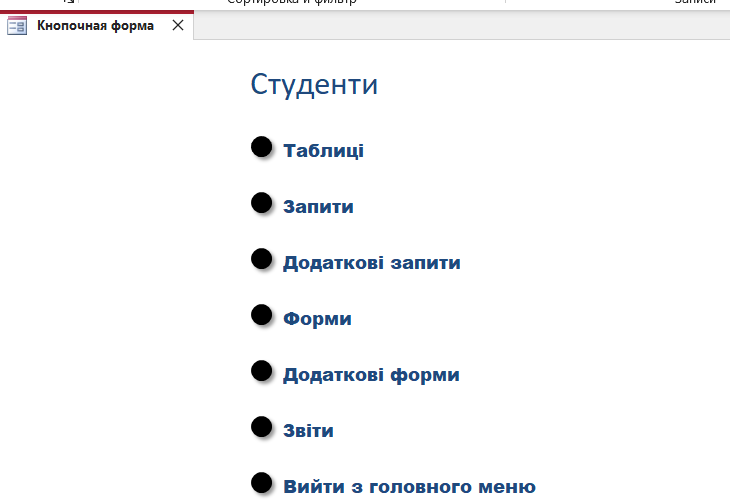 Сортировка и фильтр
Записи
Кнопочная форма
Студенти
Таблиці
Запити
Додаткові запити
Форми
Додаткові форми
Звіти
Вийти з головного меню